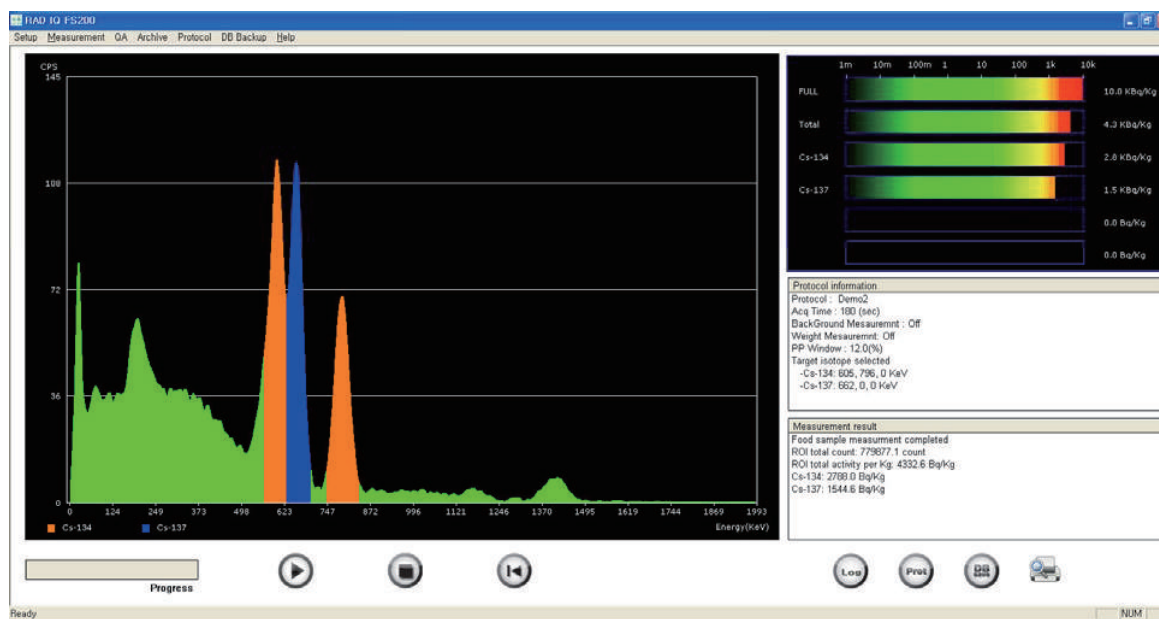 RAD IQ FS200
Setup Measurement QA Archive Protocol DB Backup Help
CPS
145
108
72
36
0
0 124 249 373 498 623 747 872 996 1121 1246 1370 1495 1619 1744 1869 1993
Cs-134 Cs-137 Energy(KeV)
1m 10m 100m 1 10 100 1k 10k
FULL 10.0 KBq/Kg
Total 4.3 KBq/Kg
Cs-134 2.8 KBq/Kg
Cs-137 1.5 KBq/Kg
0.0 Bq/Kg
0.0 Bq/Kg
Protocol information
Protocol : Demo2
Acq Time : 180 (sec)
BackGround Mesauremnt : Off
Weight Mesauremnt: Off
PP Window : 12.0(%)
Target isotope selected
-Cs-134: 605, 796, 0 KeV
-Cs-137: 662, 0, 0 KeV
Measurement result
Food sample measurment completed
ROI total count: 779877.1 count
ROI total activity per Kg: 4332.6 Bq/Kg
Cs-134: 2788.0 Bq/Kg
Cs-137: 1544.6 Bq/Kg
Progress
Log Prot DB
Ready NUM